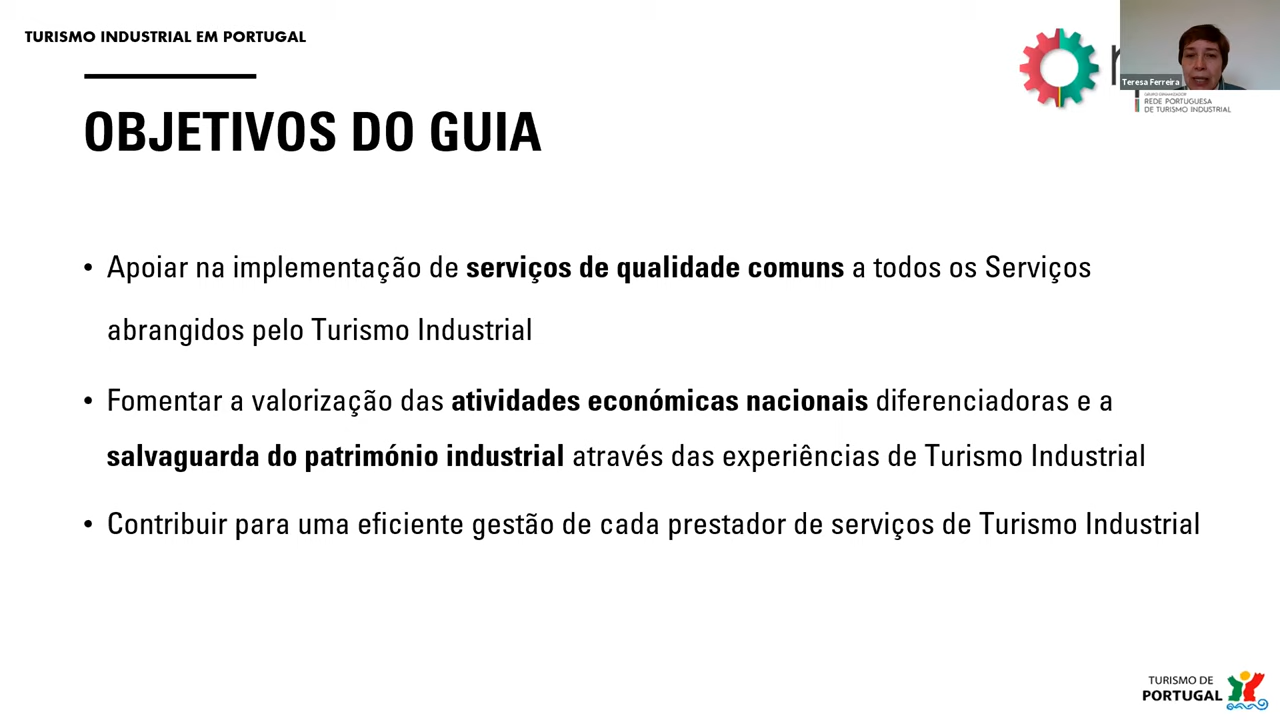 TURISMO INDUSTRIAL EM PORTUGAL
Teresa Ferreira
GRUPO ORGANIZADOR
REDE PORTUGUESA
DE TURISMO INDUSTRIAL
OBJETIVOS DO GUIA
• Apoiar na implementação de serviços de qualidade comuns a todos os Serviços
abrangidos pelo Turismo Industrial
• Fomentar a valorização das atividades económicas nacionais diferenciadoras e a
salvaguarda do património industrial através das experiências de Turismo Industrial
• Contribuir para uma eficiente gestão de cada prestador de serviços de Turismo Industrial
TURISMO DE
PORTUGAL